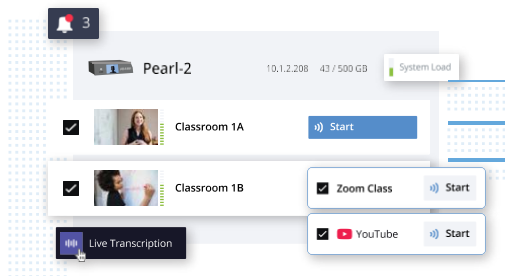 3
Pearl-2
10.1.2.208 43 / 500 GB
System Load
Classroom 1A
Start
Classroom 1B
Zoom Class
Start
YouTube
Start
Live Transcription